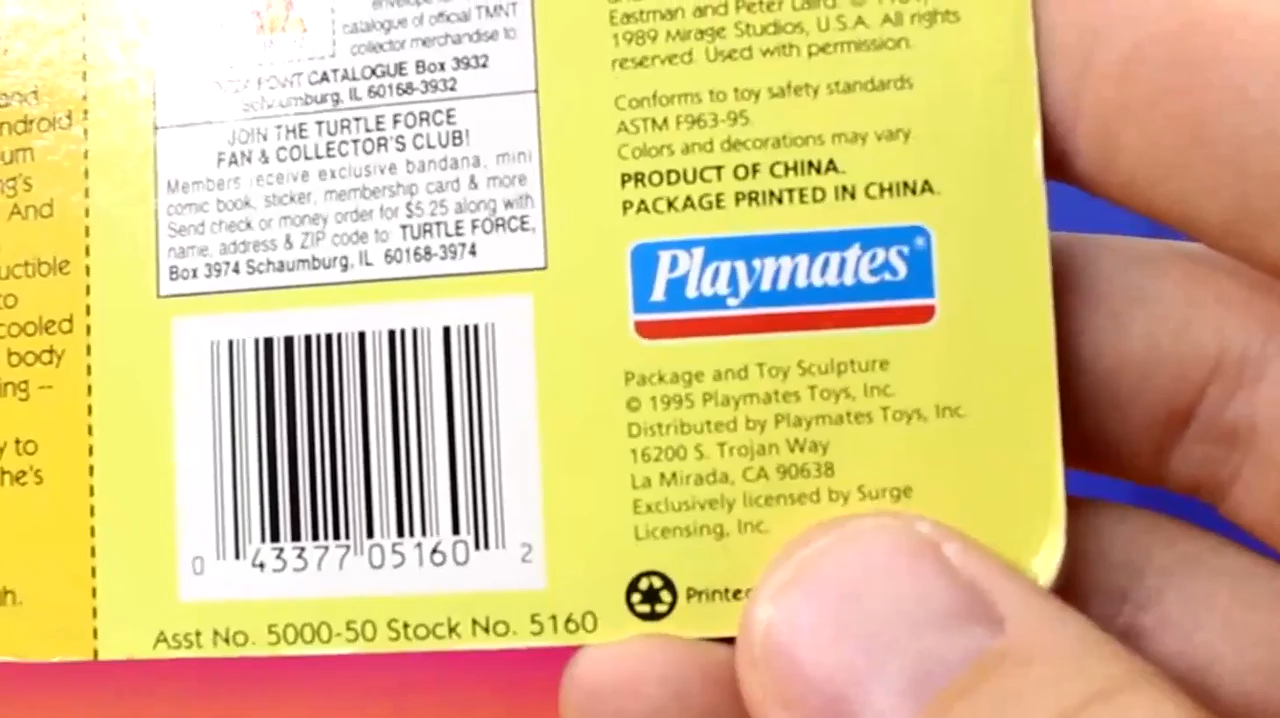 and
ndroid
um
g's
And
uctible
to
cooled
body
ing --
y to
he's
h.
catalogue of official TMNT
collector merchandise to
CATALOGUE Box 3932
Schaumburg, IL 60168-3932
JOIN THE TURTLE FORCE
FAN & COLLECTOR'S CLUB!
Members receive exclusive bandana, mini
comic book, sticker, membership card & more
Send check or money order for $5.25 along with
name, address & ZIP code to: TURTLE FORCE,
Box 3974 Schaumburg, IL 60168-3974
0 43377 05160 2
Asst No. 5000-50 Stock No. 5160
Eastman and Peter Laird. ©
1989 Mirage Studios, U.S.A. All rights
reserved. Used with permission.
Conforms to toy safety standards
ASTM F963-95.
Colors and decorations may vary.
PRODUCT OF CHINA.
PACKAGE PRINTED IN CHINA.
Playmates®
Package and Toy Sculpture
© 1995 Playmates Toys, Inc.
Distributed by Playmates Toys, Inc.
16200 S. Trojan Way
La Mirada, CA 90638
Exclusively licensed by Surge
Licensing, Inc.
Printed